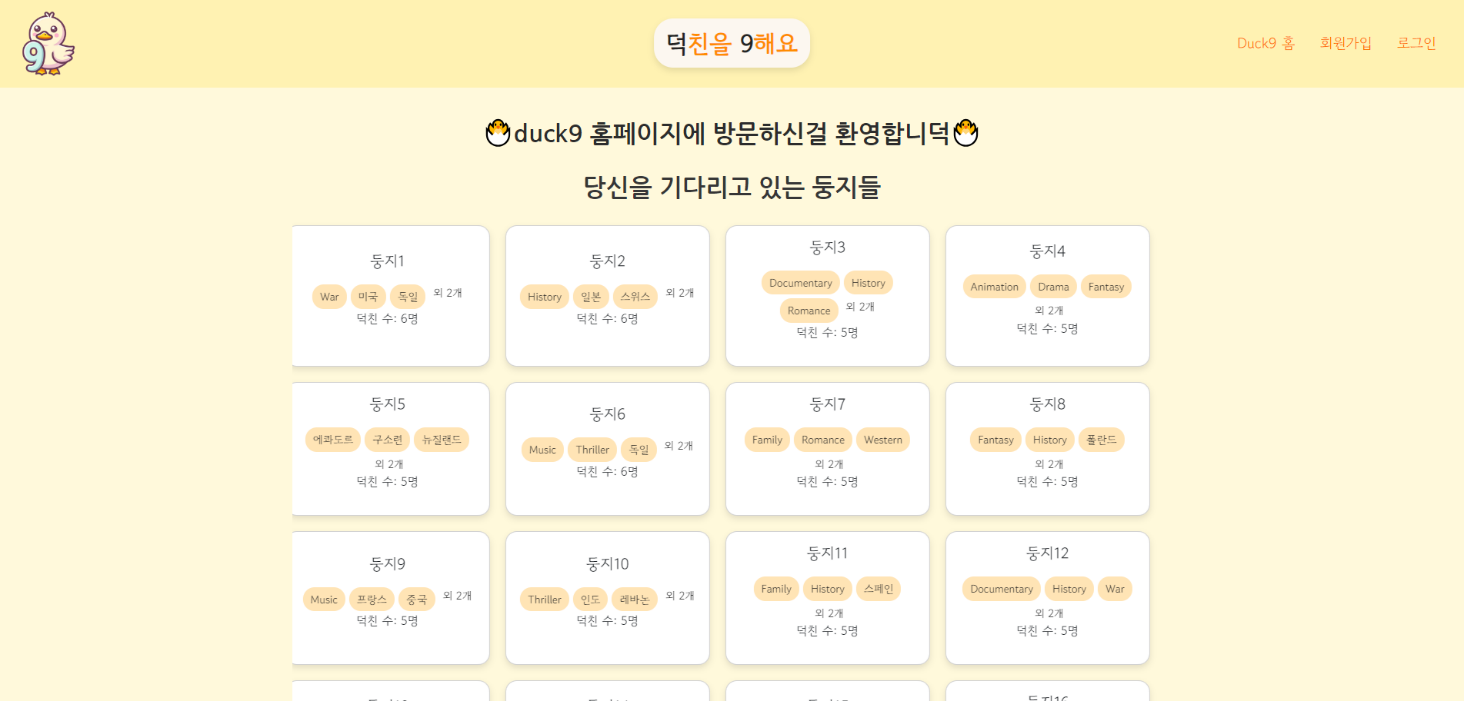 9
덕친을 9해요
Duck9 홈 회원가입 로그인
duck9 홈페이지에 방문하신걸 환영합니덕
당신을 기다리고 있는 둥지들
둥지1
War 미국 독일 외 2개
덕친 수: 6명
둥지2
History 일본 스위스 외 2개
덕친 수: 6명
둥지3
Documentary History
Romance 외 2개
덕친 수: 5명
둥지4
Animation Drama Fantasy
외 2개
덕친 수: 5명
둥지5
에콰도르 구소련 뉴질랜드
외 2개
덕친 수: 5명
둥지6
Music Thriller 독일 외 2개
덕친 수: 6명
둥지7
Family Romance Western
외 2개
덕친 수: 5명
둥지8
Fantasy History 폴란드
외 2개
덕친 수: 5명
둥지9
Music 프랑스 중국 외 2개
덕친 수: 5명
둥지10
Thriller 인도 레바논 외 2개
덕친 수: 5명
둥지11
Family History 스페인
외 2개
덕친 수: 5명
둥지12
Documentary History War
외 2개
덕친 수: 5명